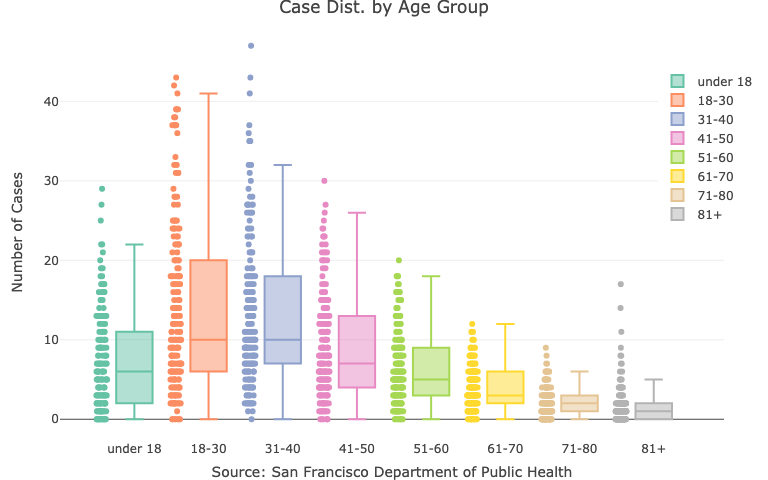 Case Dist. by Age Group
Number of Cases
40
30
20
10
0
under 18
18-30
31-40
41-50
51-60
61-70
71-80
81+
under 18 18-30 31-40 41-50 51-60 61-70 71-80 81+
Source: San Francisco Department of Public Health